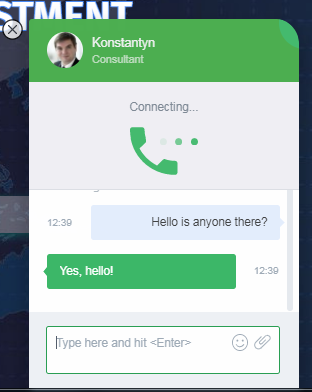 STMENT
Konstantyn
Consultant
Connecting...
12:39
Hello is anyone there?
Yes, hello!
12:39
Type here and hit <Enter>